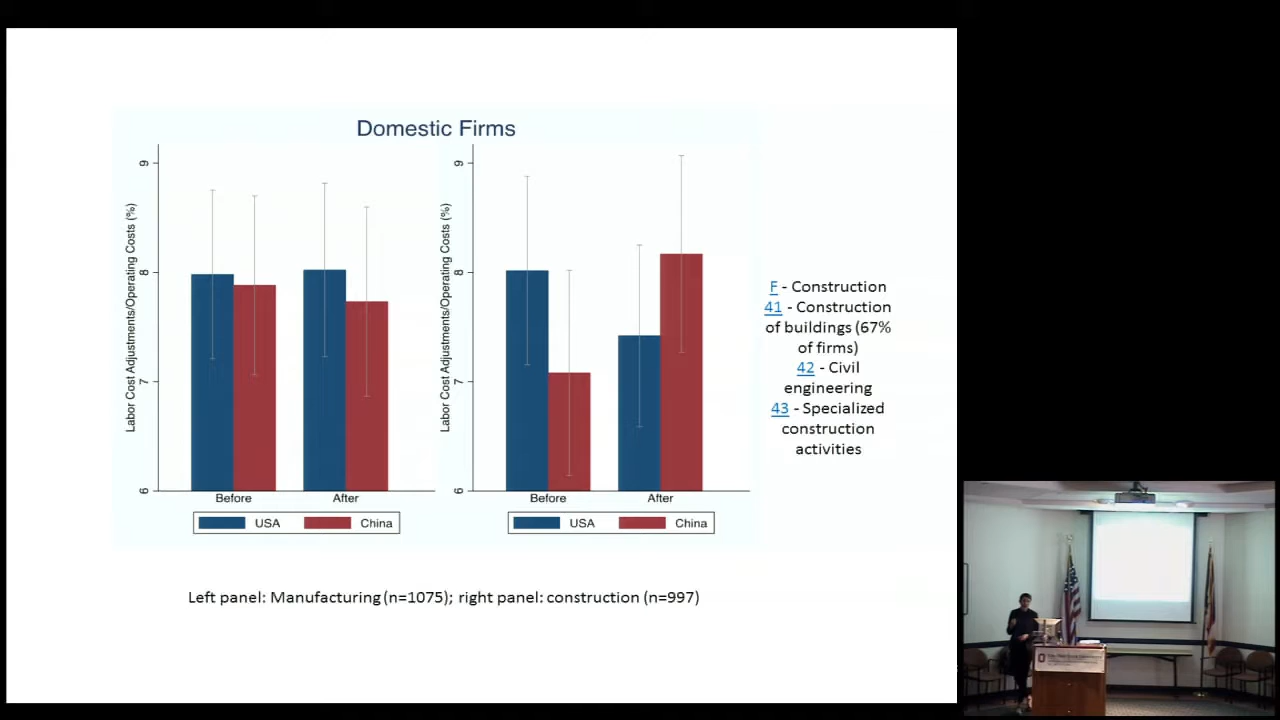 Domestic Firms
Labor Cost Adjustments/Operating Costs (%)
9
8
7
6
Before
After
USA
China
Labor Cost Adjustments/Operating Costs (%)
9
8
7
6
Before
After
USA
China
F - Construction
41 - Construction
of buildings (67%
of firms)
42 - Civil
engineering
43 - Specialized
construction
activities
Left panel: Manufacturing (n=1075); right panel: construction (n=997)